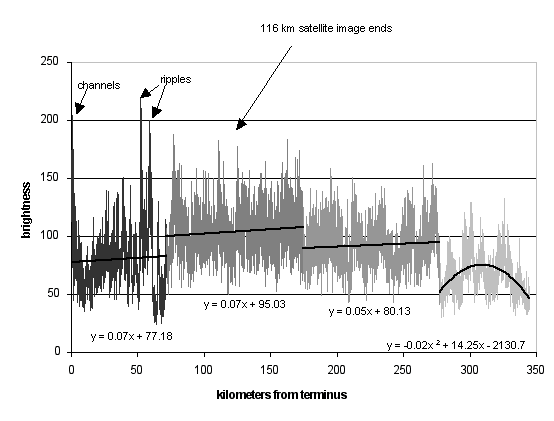 116 km satellite image ends
channels
ripples
250
200
150
100
50
0
brightness
y = 0.07x + 77.18
y = 0.07x + 95.03
y = 0.05x + 80.13
y = -0.02x ² + 14.25x - 2130.7
0 50 100 150 200 250 300 350
kilometers from terminus